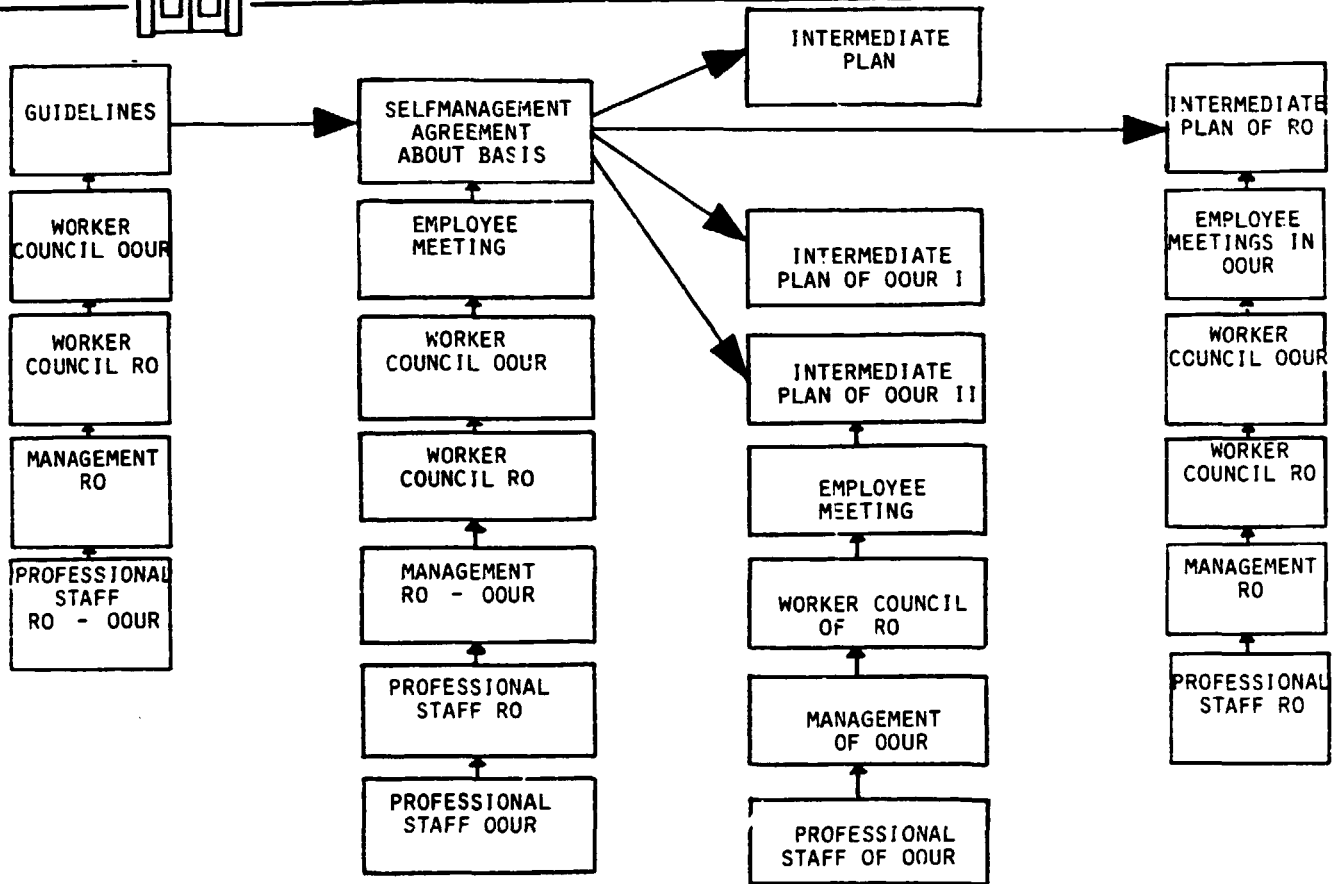 GUIDELINES
WORKER
COUNCIL OOUR
WORKER
COUNCIL RO
MANAGEMENT
RO
PROFESSIONAL
STAFF
RO - OOUR
SELFMANAGEMENT
AGREEMENT
ABOUT BASIS
EMPLOYEE
MEETING
WORKER
COUNCIL OOUR
WORKER
COUNCIL RO
MANAGEMENT
RO - OOUR
PROFESSIONAL
STAFF RO
PROFESSIONAL
STAFF OOUR
INTERMEDIATE
PLAN
INTERMEDIATE
PLAN OF OOUR I
INTERMEDIATE
PLAN OF OOUR II
EMPLOYEE
MEETING
WORKER COUNCIL
OF RO
MANAGEMENT
OF OOUR
PROFESSIONAL
STAFF OF OOUR
INTERMEDIATE
PLAN OF RO
EMPLOYEE
MEETINGS IN
OOUR
WORKER
COUNCIL OOUR
WORKER
COUNCIL RO
MANAGEMENT
RO
PROFESSIONAL
STAFF RO